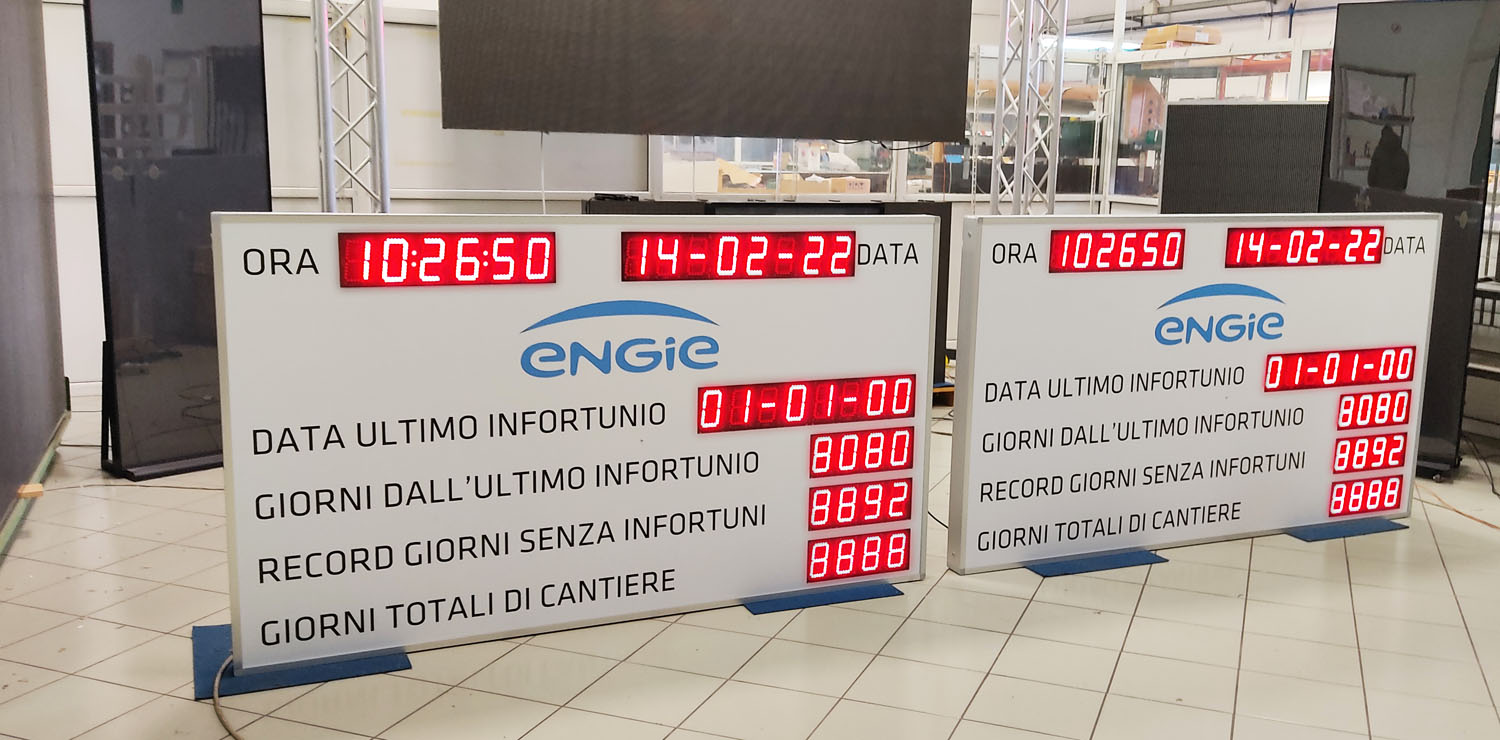 ORA 10:26:50 14-02-22 DATA
ENGIE
DATA ULTIMO INFORTUNIO 01-01-00
GIORNI DALL'ULTIMO INFORTUNIO 8080
RECORD GIORNI SENZA INFORTUNI 8892
GIORNI TOTALI DI CANTIERE 8888
ORA 102650 14-02-22 DATA
ENGIE
DATA ULTIMO INFORTUNIO 01-01-00
GIORNI DALL'ULTIMO INFORTUNIO 8080
RECORD GIORNI SENZA INFORTUNI 8892
GIORNI TOTALI DI CANTIERE 8888